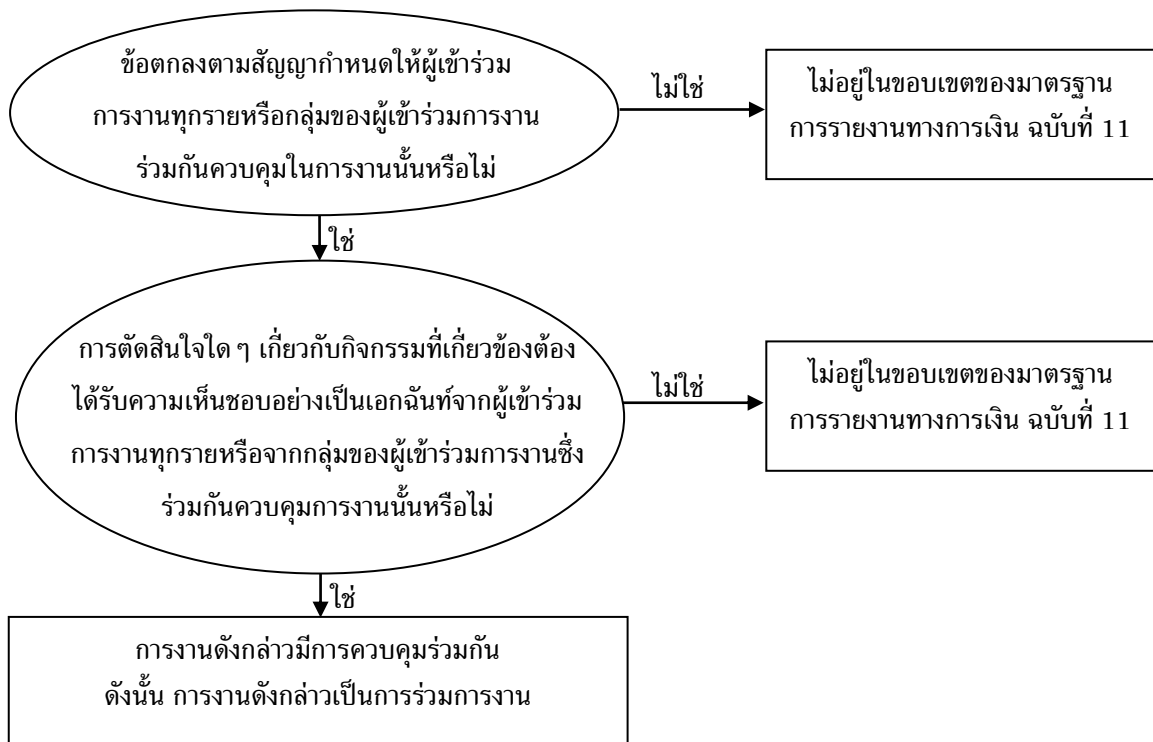 ข้อตกลงตามสัญญากำหนดให้ผู้เข้าร่วม
การงานทุกรายหรือกลุ่มของผู้เข้าร่วมการงาน
ร่วมกันควบคุมในการงานนั้นหรือไม่
ไม่ใช่
ไม่อยู่ในขอบเขตของมาตรฐาน
การรายงานทางการเงิน ฉบับที่ 11
ใช่
การตัดสินใจใด ๆ เกี่ยวกับกิจกรรมที่เกี่ยวข้องต้อง
ได้รับความเห็นชอบอย่างเป็นเอกฉันท์จากผู้เข้าร่วม
การงานทุกรายหรือจากกลุ่มของผู้เข้าร่วมการงานซึ่ง
ร่วมกันควบคุมการงานนั้นหรือไม่
ไม่ใช่
ไม่อยู่ในขอบเขตของมาตรฐาน
การรายงานทางการเงิน ฉบับที่ 11
ใช่
การงานดังกล่าวมีการควบคุมร่วมกัน
ดังนั้น การงานดังกล่าวเป็นการร่วมการงาน